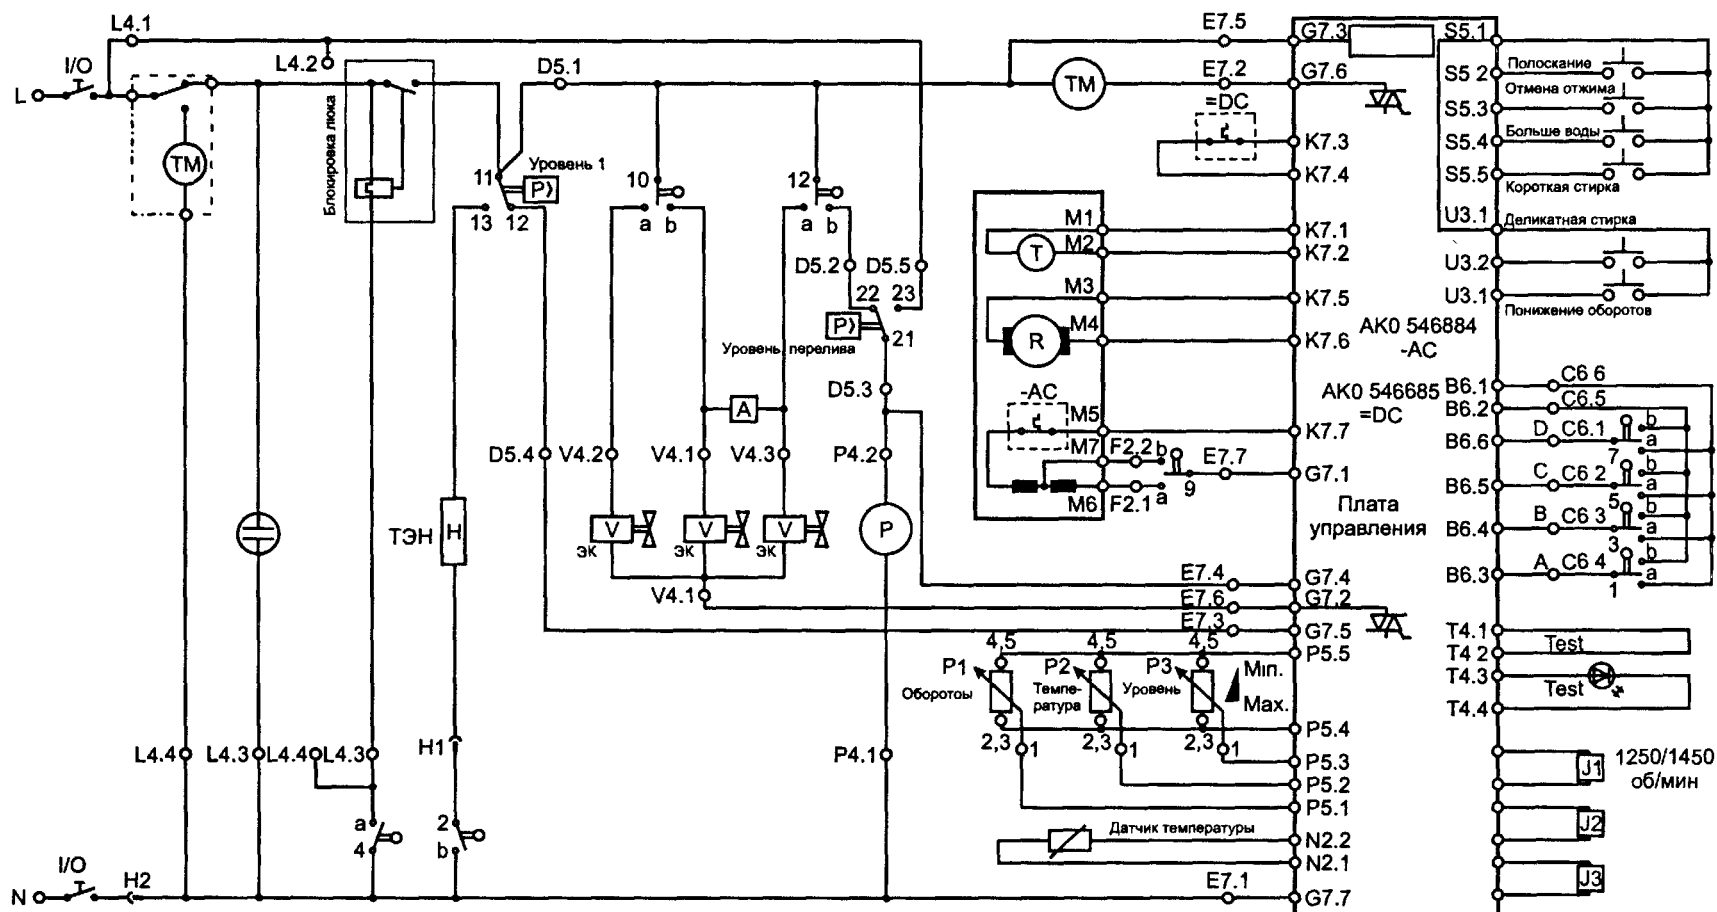 L4.1
E7.5
G7.3
S5.1
I/O
L4.2
D5.1
E7.2
G7.6
S5 2
Полоскание
L
TM
=DC
Отмена отжима
S5.3
Блокировка люка
TM
Уровень 1
K7.3
S5.4
Больше воды
11
P
10
12
K7.4
S5.5
Короткая стирка
13
12
a
b
a
b
M1
K7.1
U3.1
Деликатная стирка
T
M2
K7.2
D5.2
D5.5
U3.2
22
23
M3
K7.5
U3.1
Понижение оборотов
P
21
R
M4
K7.6
AKO 546884
-AC
Уровень перелива
D5.3
-AC
AKO 546685
=DC
B6.1
C6 6
A
M5
K7.7
B6.2
C6.5
D5.4
V4.2
V4.1
V4.3
P4.2
M7
F2.2
b
E7.7
G7.1
B6.6
D
C6.1
b
a
7
M6
F2.1
a
9
B6.5
C
C6 2
b
a
5
ТЭН
H
V
эк
V
эк
V
эк
P
Плата
управления
B6.4
B
C6 3
b
a
3
B6.3
A
C6 4
b
a
1
V4.1
E7.4
G7.4
E7.6
G7.2
E7.3
G7.5
T4.1
Test
4,5
4,5
4,5
P5.5
T4 2
P1
Оборотоы
P2
Темпе-
ратура
P3
Уровень
Min.
Max.
T4.3
Test
T4.4
2,3
1
2,3
1
2,3
1
P5.4
L4.4
L4.3
L4.4
L4.3
H1
P4.1
P5.3
J1
1250/1450
об/мин
P5.2
P5.1
a
4
2
b
Датчик температуры
N2.2
J2
N2.1
I/O
N
H2
E7.1
G7.7
J3